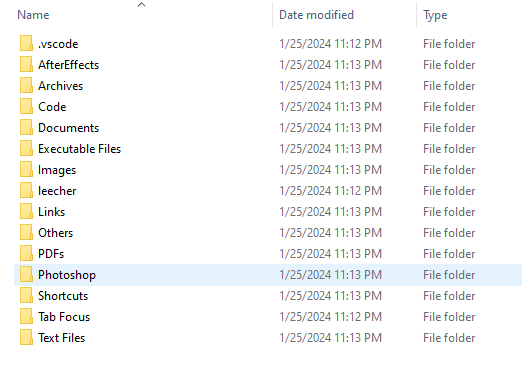 Name Date modified Type
.vscode 1/25/2024 11:12 PM File folder
AfterEffects 1/25/2024 11:13 PM File folder
Archives 1/25/2024 11:13 PM File folder
Code 1/25/2024 11:13 PM File folder
Documents 1/25/2024 11:13 PM File folder
Executable Files 1/25/2024 11:13 PM File folder
Images 1/25/2024 11:13 PM File folder
leecher 1/25/2024 11:12 PM File folder
Links 1/25/2024 11:13 PM File folder
Others 1/25/2024 11:13 PM File folder
PDFs 1/25/2024 11:13 PM File folder
Photoshop 1/25/2024 11:13 PM File folder
Shortcuts 1/25/2024 11:13 PM File folder
Tab Focus 1/25/2024 11:12 PM File folder
Text Files 1/25/2024 11:13 PM File folder